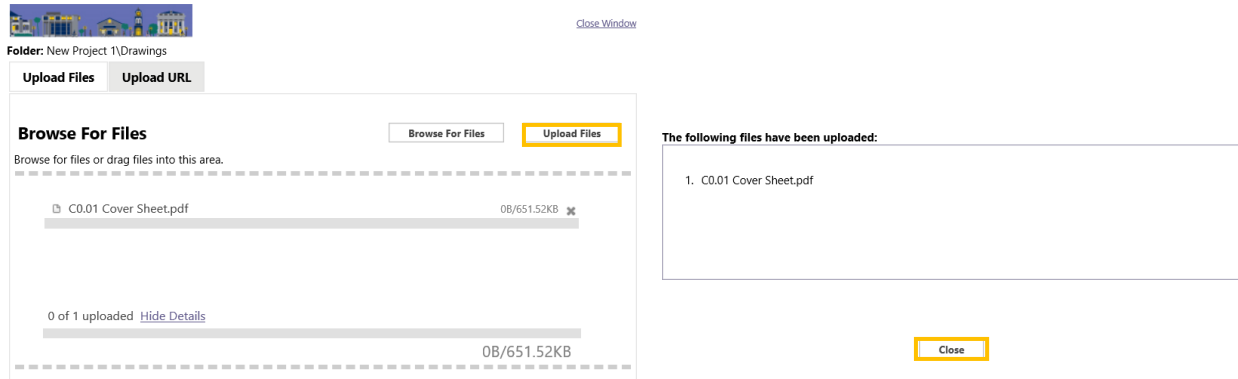 Close Window
Folder: New Project 1\Drawings
Upload Files Upload URL
Browse For Files
Browse For Files Upload Files
Browse for files or drag files into this area.
C0.01 Cover Sheet.pdf 0B/651.52KB
0 of 1 uploaded Hide Details
0B/651.52KB
The following files have been uploaded:
1. C0.01 Cover Sheet.pdf
Close